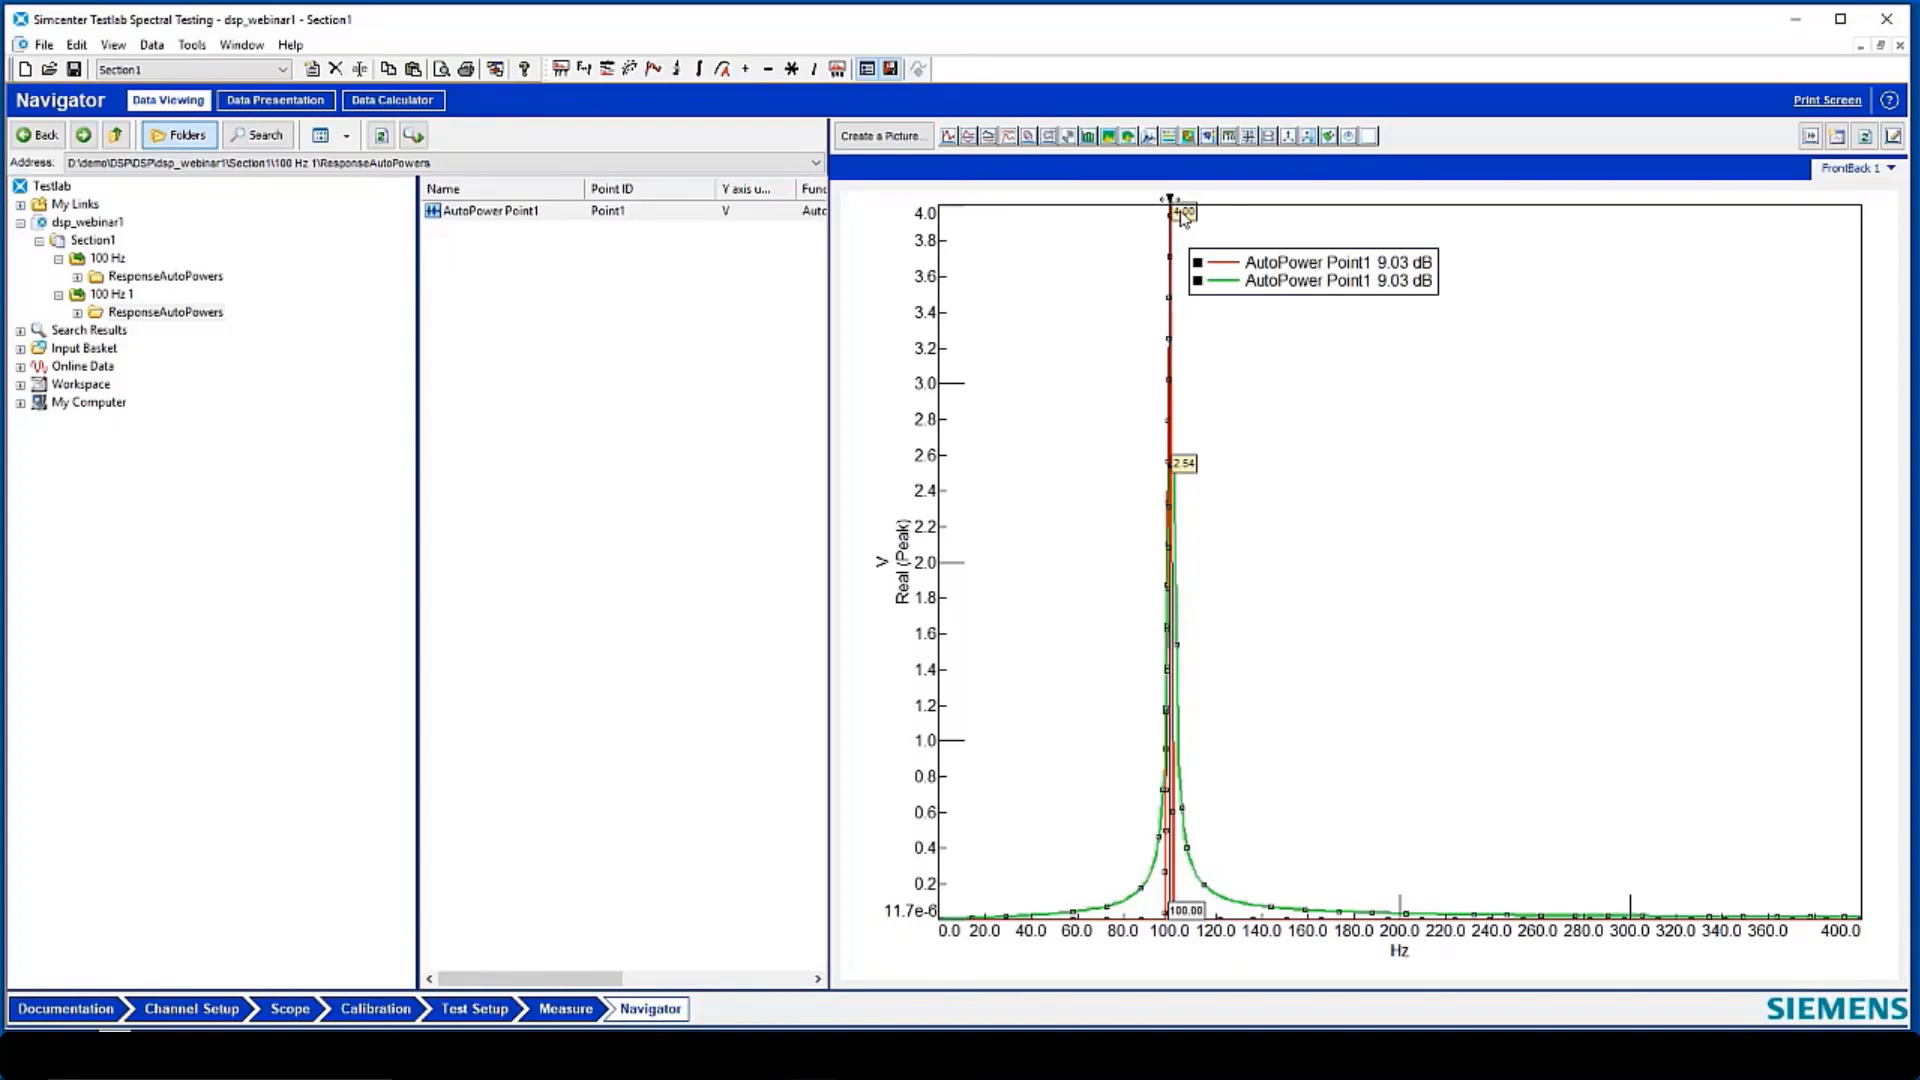 Simcenter Testlab Spectral Testing - dsp_webinar1 - Section1
File Edit View Data Tools Window Help
Section1
Navigator Data Viewing Data Presentation Data Calculator Print Screen
Back Folders Search Create a Picture...
Address: D:\demo\DSP\DSP\dsp_webinar1\Section1\100 Hz 1\ResponseAutoPowers
FrontBack 1
Testlab
My Links
dsp_webinar1
Section1
100 Hz
ResponseAutoPowers
100 Hz 1
ResponseAutoPowers
Search Results
Input Basket
Online Data
Workspace
My Computer
Name Point ID Y axis u... Func
AutoPower Point1 Point1 V Autc
4.00
AutoPower Point1 9.03 dB
AutoPower Point1 9.03 dB
2.54
100.00
V
Real (Peak)
4.0
3.8
3.6
3.4
3.2
3.0
2.8
2.6
2.4
2.2
2.0
1.8
1.6
1.4
1.2
1.0
0.8
0.6
0.4
0.2
11.7e-6
0.0 20.0 40.0 60.0 80.0 100.0 120.0 140.0 160.0 180.0 200.0 220.0 240.0 260.0 280.0 300.0 320.0 340.0 360.0 400.0
Hz
Documentation Channel Setup Scope Calibration Test Setup Measure Navigator
SIEMENS